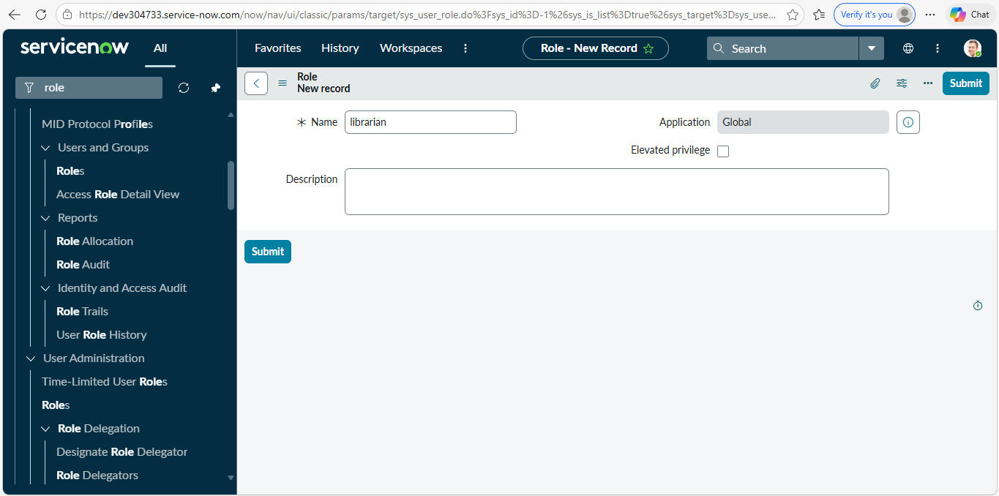 https://dev304733.service-now.com/now/nav/ui/classic/params/target/sys_user_role.do%3Fsys_id%3D-1%26sys_is_list%3Dtrue%26sys_target%3Dsys_use...
Verify it's you
Chat
servicenow
All
Favorites
History
Workspaces
Role - New Record
Search
role
Role
New record
Submit
MID Protocol Profiles
Users and Groups
Roles
Access Role Detail View
Reports
Role Allocation
Role Audit
Identity and Access Audit
Role Trails
User Role History
User Administration
Time-Limited User Roles
Roles
Role Delegation
Designate Role Delegator
Role Delegators
Name
librarian
Application
Global
Elevated privilege
Description
Submit